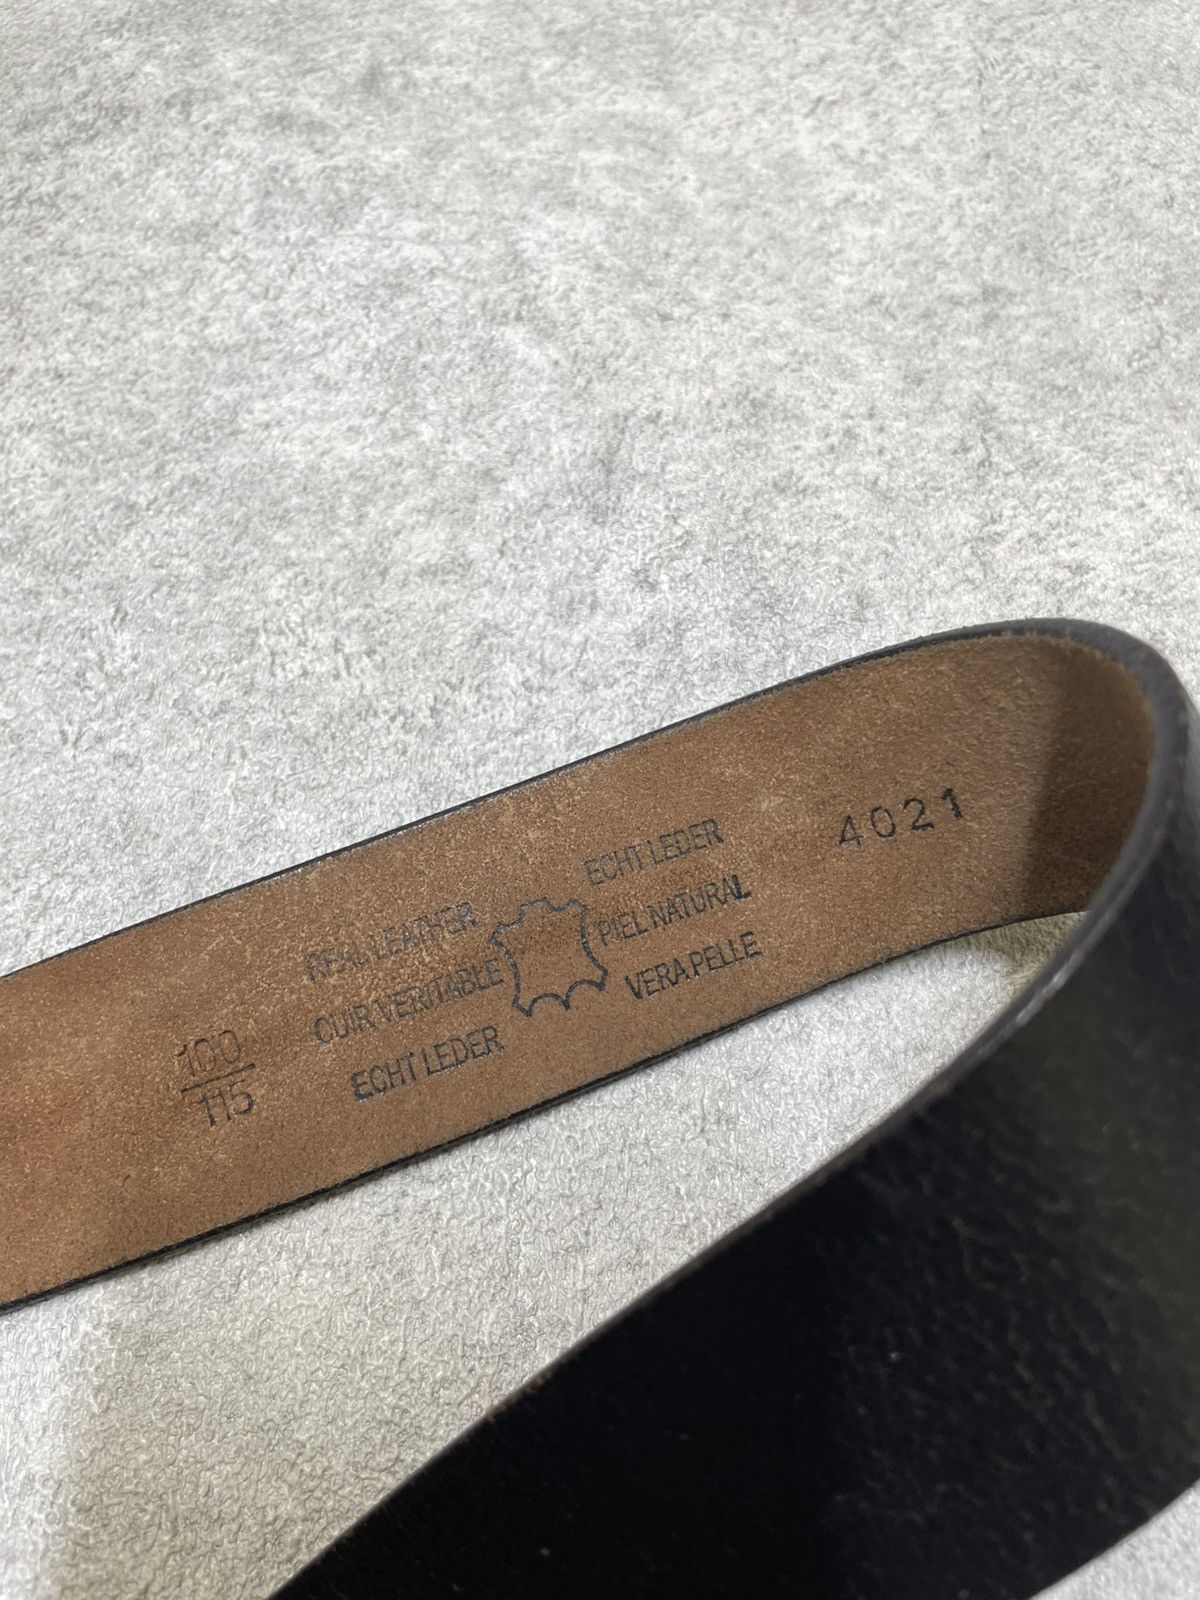 100
115
REAL LEATHER
CUIR VERITABLE
ECHT LEDER
ECHT LEDER
PIEL NATURAL
VERA PELLE
4021